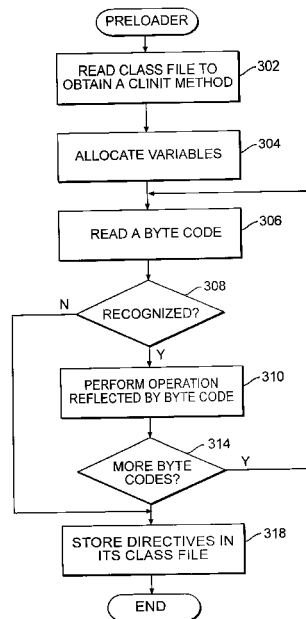 PRELOADER
READ CLASS FILE TO
OBTAIN A CLINIT METHOD
302
ALLOCATE VARIABLES
304
READ A BYTE CODE
306
N
RECOGNIZED?
308
Y
PERFORM OPERATION
REFLECTED BY BYTE CODE
310
MORE BYTE
CODES?
314
Y
STORE DIRECTIVES IN
ITS CLASS FILE
318
END